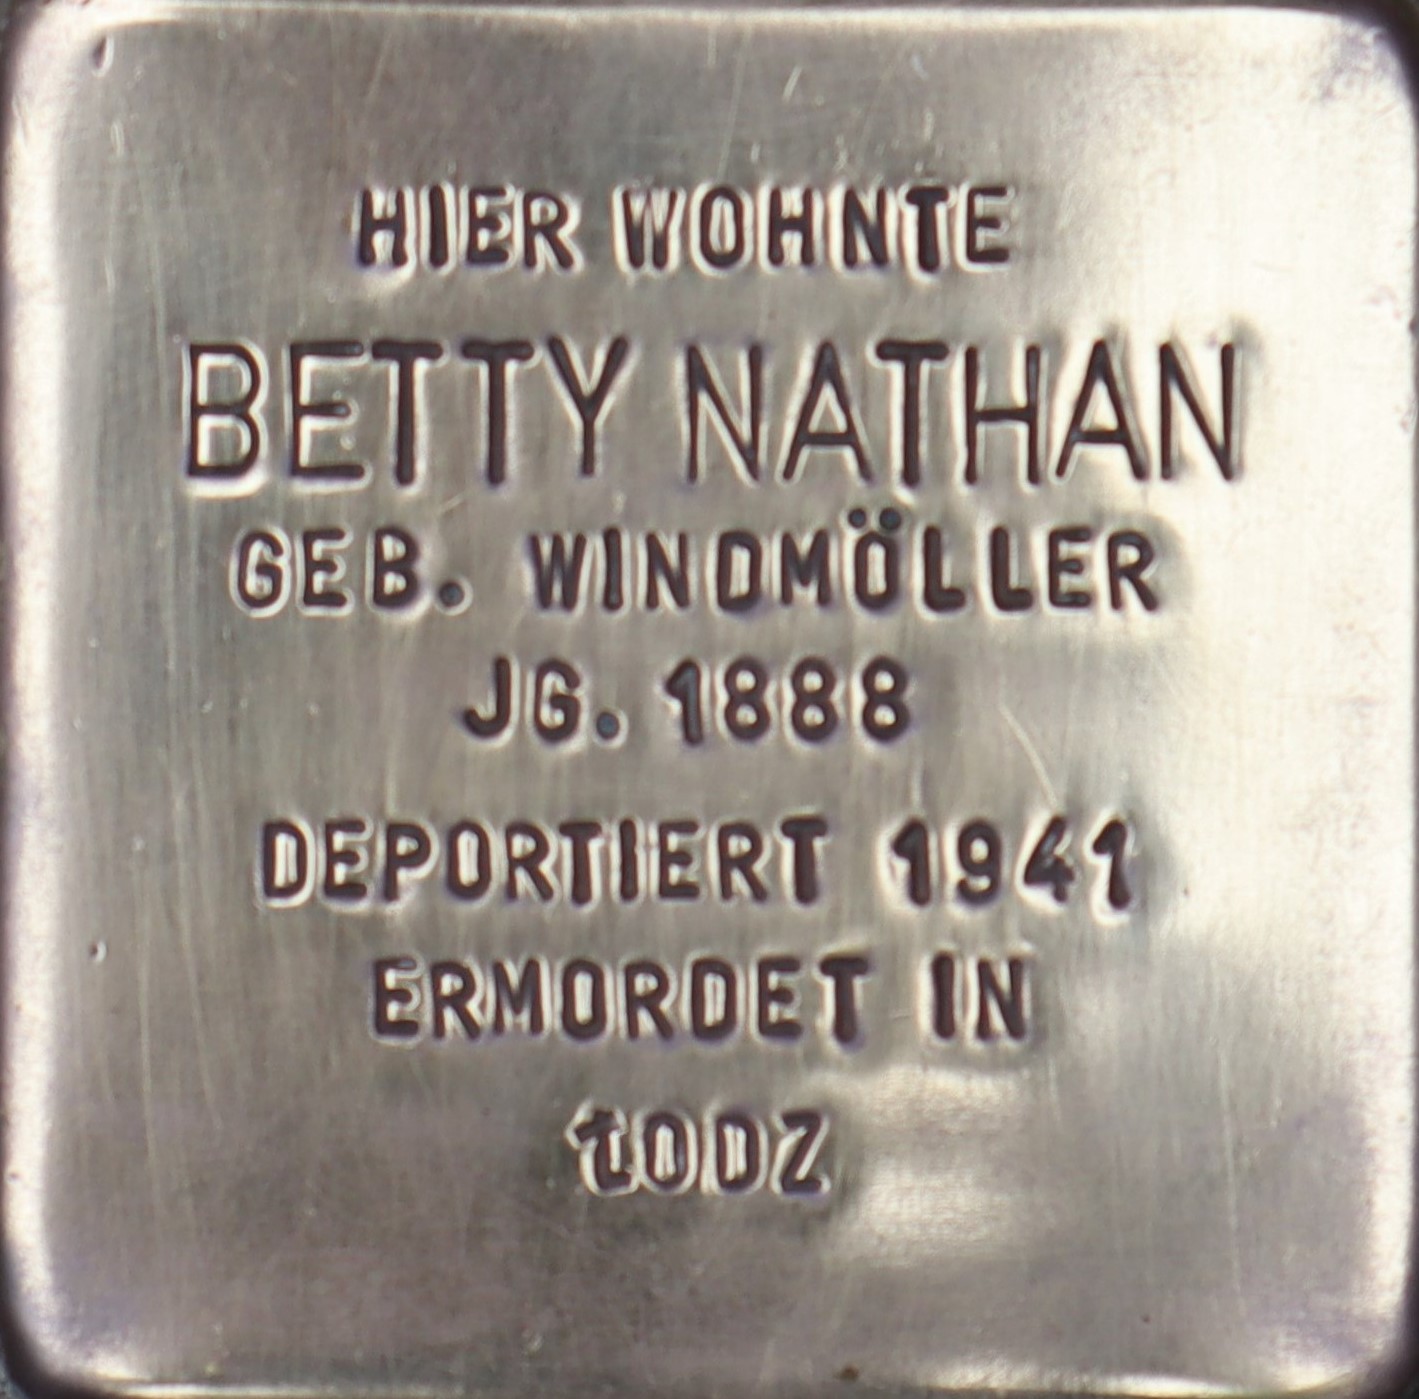 HIER WOHNTE
BETTY NATHAN
GEB. WINDMÖLLER
JG. 1888
DEPORTIERT 1941
ERMORDET IN
ŁODZ